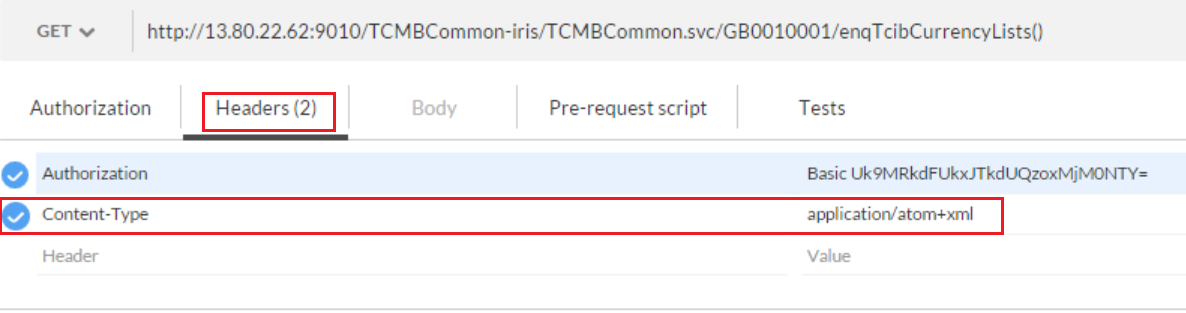 GET http://13.80.22.62:9010/TCMBCommon-iris/TCMBCommon.svc/GB0010001/enqTcibCurrencyLists()
Authorization Headers (2) Body Pre-request script Tests
Authorization Basic Uk9MRkdFUkxJTkdUQzoxMjM0NTY=
Content-Type application/atom+xml
Header Value